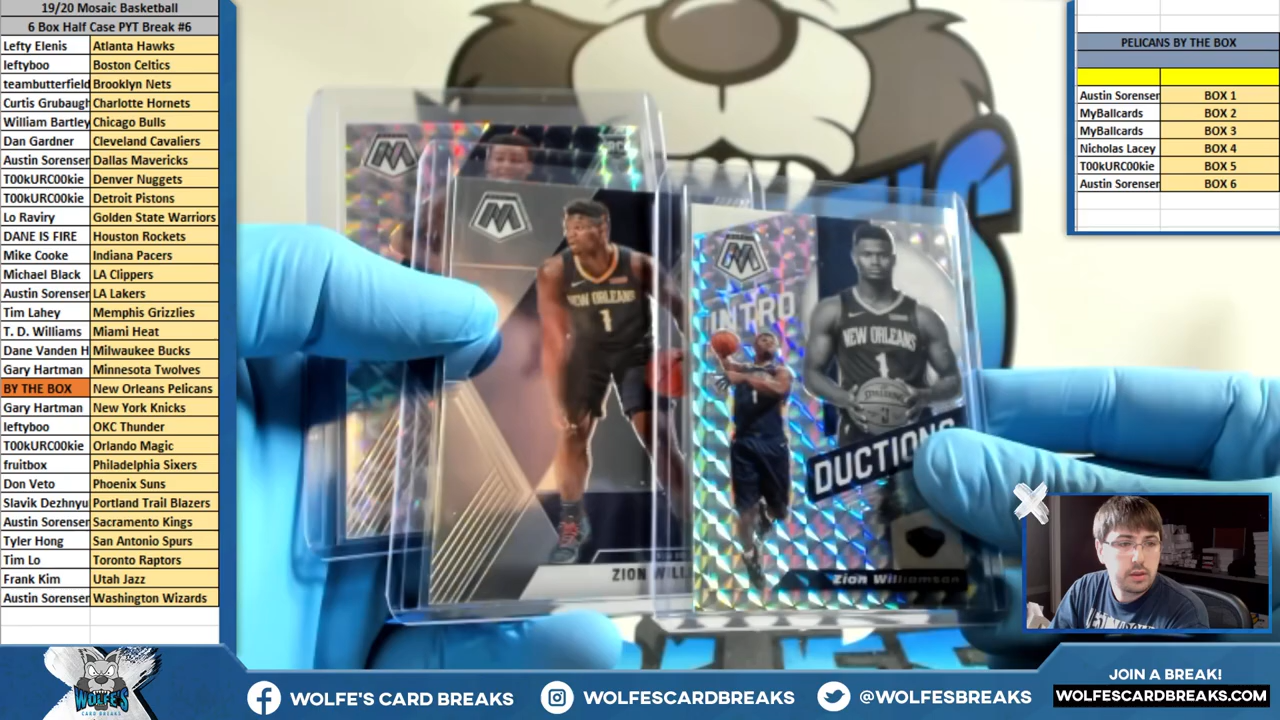 19/20 Mosaic Basketball
6 Box Half Case PYT Break #6
Lefty Elenis Atlanta Hawks
leftyboo Boston Celtics
teambutterfield Brooklyn Nets
Curtis Grubaugh Charlotte Hornets
William Bartley Chicago Bulls
Dan Gardner Cleveland Cavaliers
Austin Sorensen Dallas Mavericks
T00kURC00kie Denver Nuggets
T00kURC00kie Detroit Pistons
Lo Raviry Golden State Warriors
DANE IS FIRE Houston Rockets
Mike Cooke Indiana Pacers
Michael Black LA Clippers
Austin Sorensen LA Lakers
Tim Lahey Memphis Grizzlies
T. D. Williams Miami Heat
Dane Vanden H Milwaukee Bucks
Gary Hartman Minnesota Twolves
BY THE BOX New Orleans Pelicans
Gary Hartman New York Knicks
leftyboo OKC Thunder
T00kURC00kie Orlando Magic
fruitbox Philadelphia Sixers
Don Veto Phoenix Suns
Slavik Dezhnyu Portland Trail Blazers
Austin Sorensen Sacramento Kings
Tyler Hong San Antonio Spurs
Tim Lo Toronto Raptors
Frank Kim Utah Jazz
Austin Sorensen Washington Wizards
PELICANS BY THE BOX
Austin Sorensen BOX 1
MyBallcards BOX 2
MyBallcards BOX 3
Nicholas Lacey BOX 4
T00kURC00kie BOX 5
Austin Sorensen BOX 6
M
RC
M
NEW ORLEANS
1
ZION WILL
M
INTRO
DUCTIONS
NEW ORLEANS
1
SPALDING
1
Zion Williamson
WOLFE'S
CARD BREAKS
WOLFE'S CARD BREAKS
WOLFESCARDBREAKS
@WOLFESBREAKS
JOIN A BREAK!
WOLFESCARDBREAKS.COM